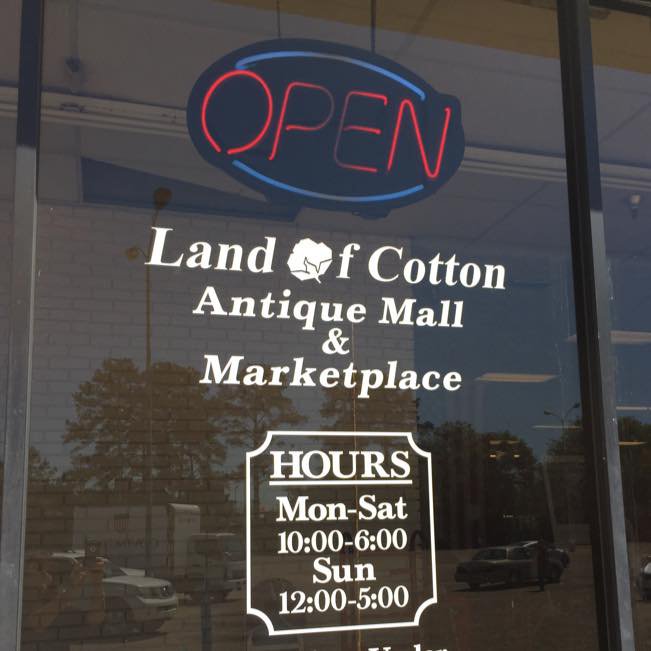 OPEN
Land Of Cotton
Antique Mall
&
Marketplace
HOURS
Mon-Sat
10:00-6:00
Sun
12:00-5:00